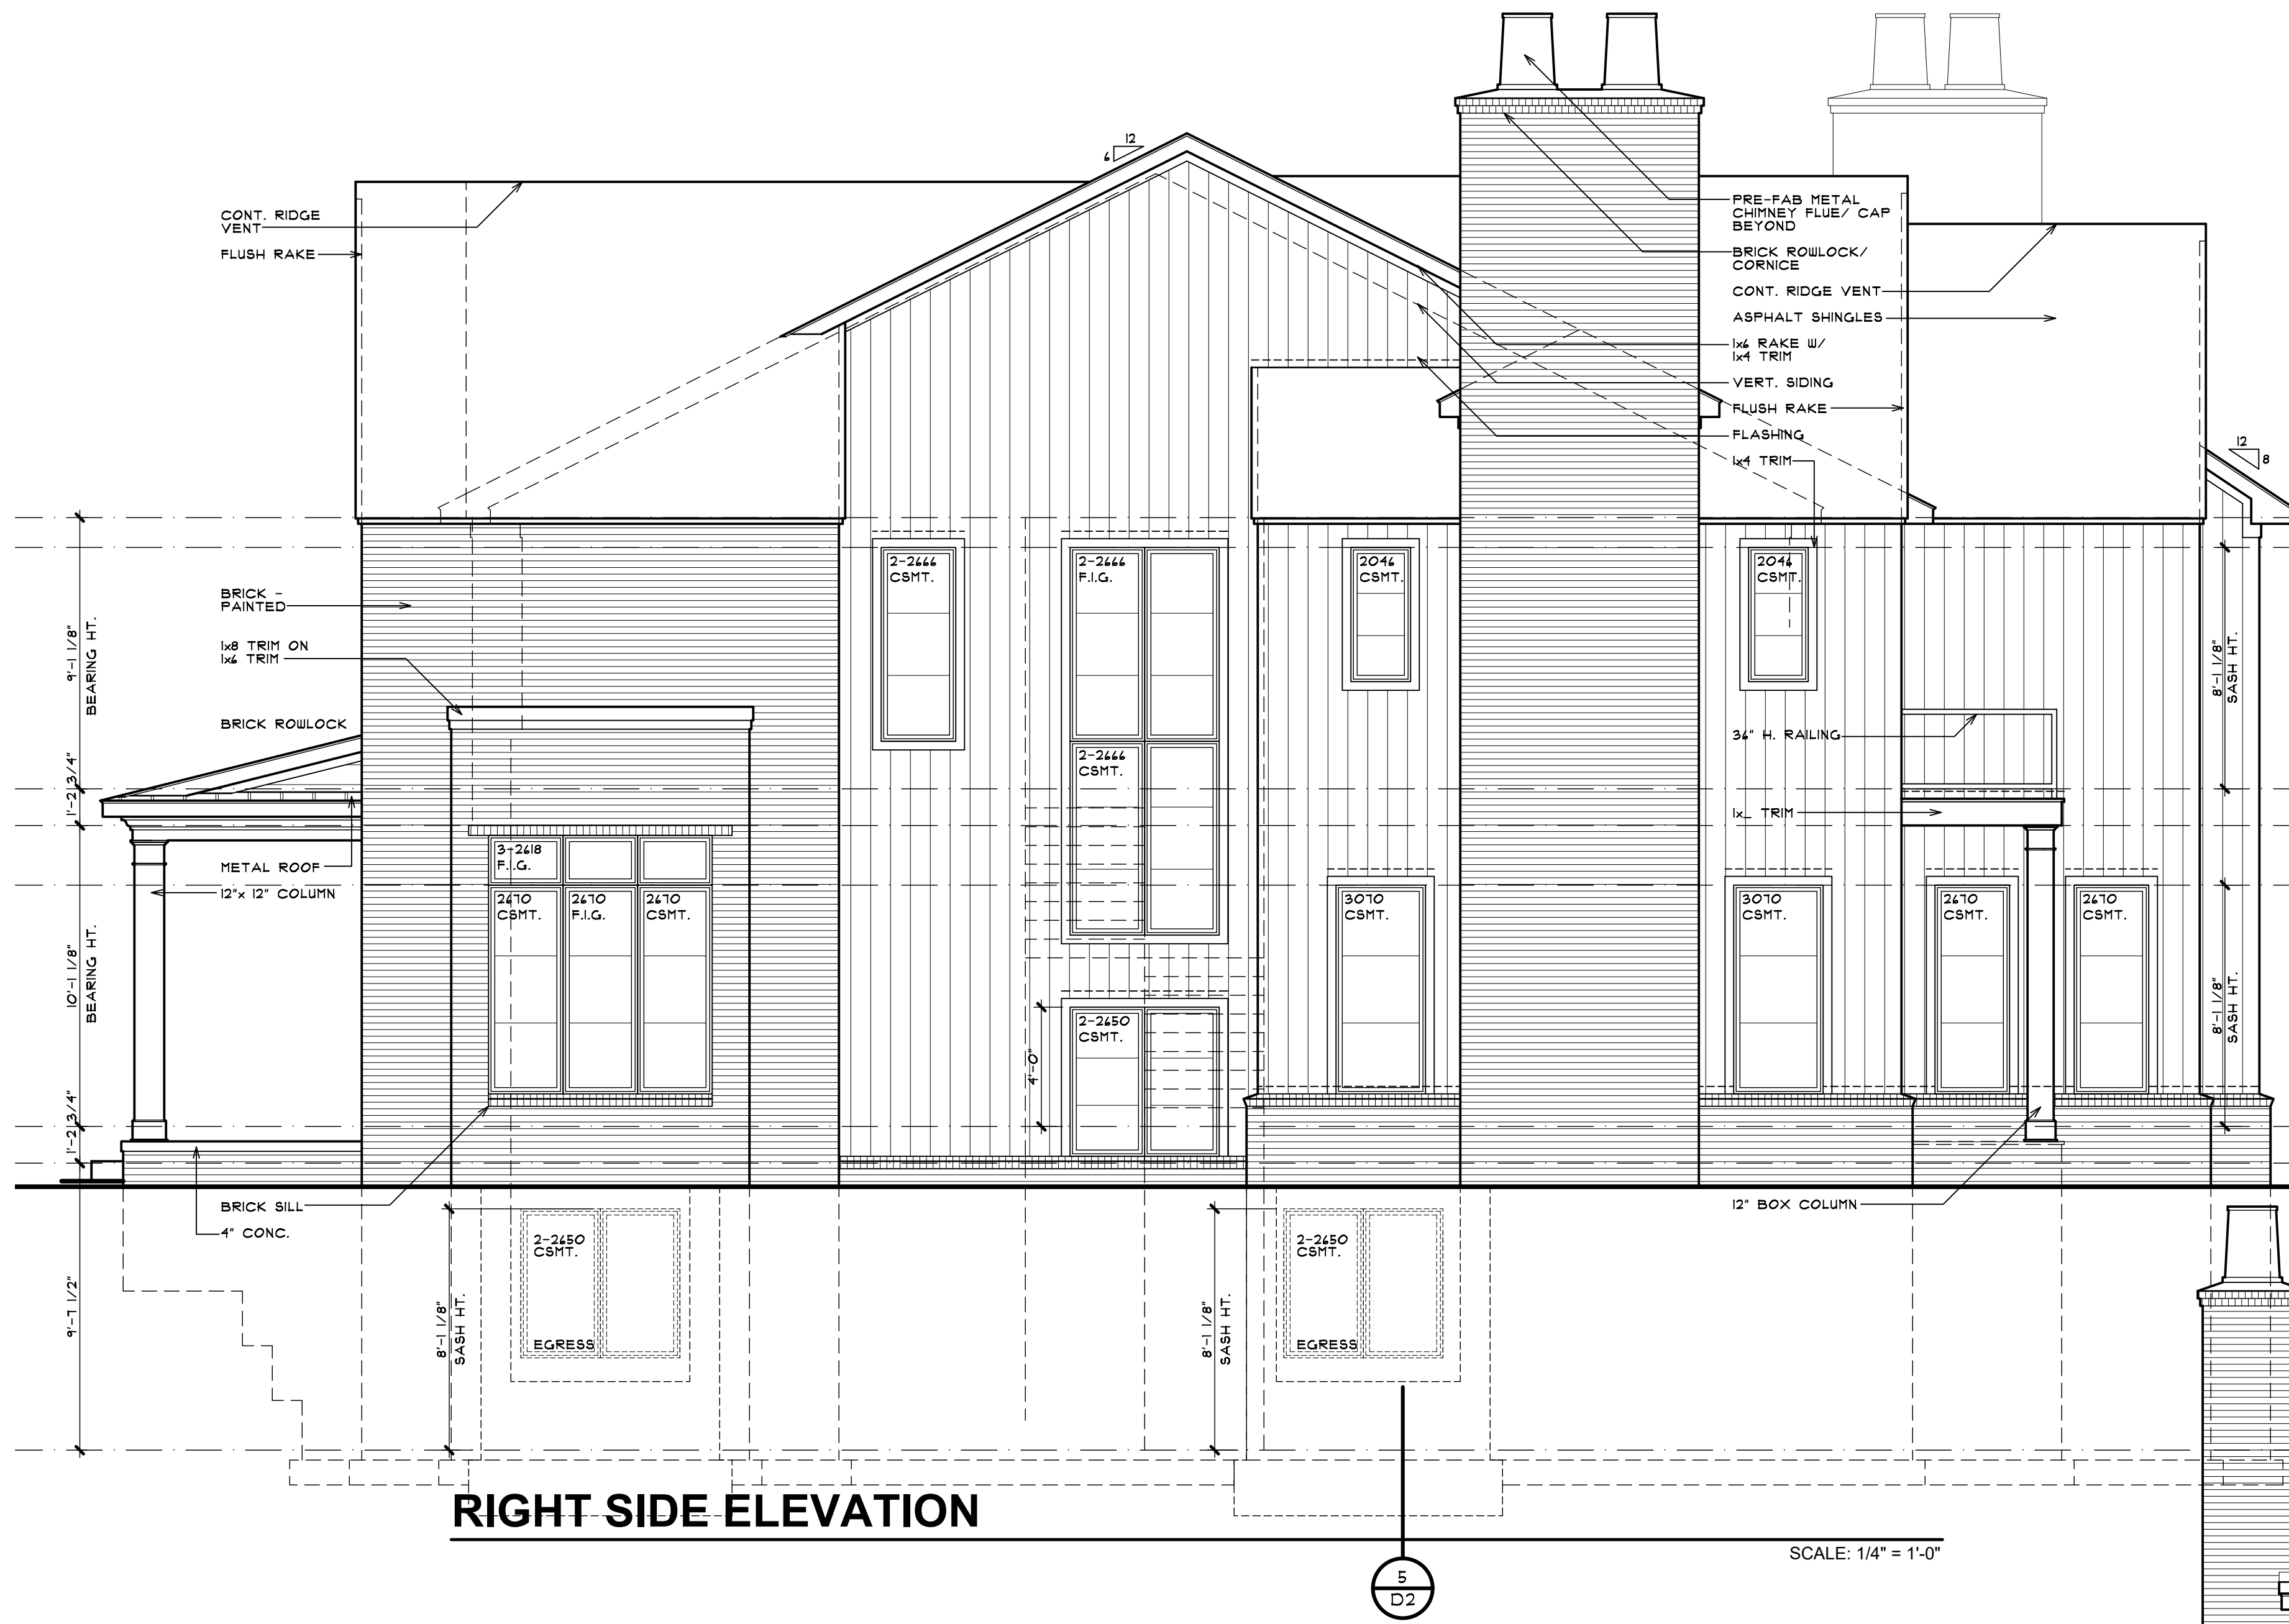 12
6
CONT. RIDGE
VENT
FLUSH RAKE
PRE-FAB METAL
CHIMNEY FLUE/ CAP
BEYOND
BRICK ROWLOCK/
CORNICE
CONT. RIDGE VENT
ASPHALT SHINGLES
1x6 RAKE W/
1x4 TRIM
VERT. SIDING
FLUSH RAKE
FLASHING
1x4 TRIM
12
8
BRICK -
PAINTED
1x8 TRIM ON
1x6 TRIM
BRICK ROWLOCK
METAL ROOF
12"x 12" COLUMN
BRICK SILL
4" CONC.
9'-1 1/8"
BEARING HT.
1'-2 3/4"
10'-1 1/8"
BEARING HT.
1'-2 3/4"
9'-7 1/2"
2-2666
CSMT.
2-2666
F.I.G.
2046
CSMT.
2046
CSMT.
2-2666
CSMT.
3-2618
F.I.G.
2670
CSMT.
2670
F.I.G.
2670
CSMT.
3070
CSMT.
3070
CSMT.
2670
CSMT.
2670
CSMT.
2-2650
CSMT.
4'-0"
36" H. RAILING
1x_ TRIM
12" BOX COLUMN
8'-1 1/8"
SASH HT.
8'-1 1/8"
SASH HT.
2-2650
CSMT.
EGRESS
8'-1 1/8"
SASH HT.
2-2650
CSMT.
EGRESS
8'-1 1/8"
SASH HT.
RIGHT SIDE ELEVATION
SCALE: 1/4" = 1'-0"
5
D2